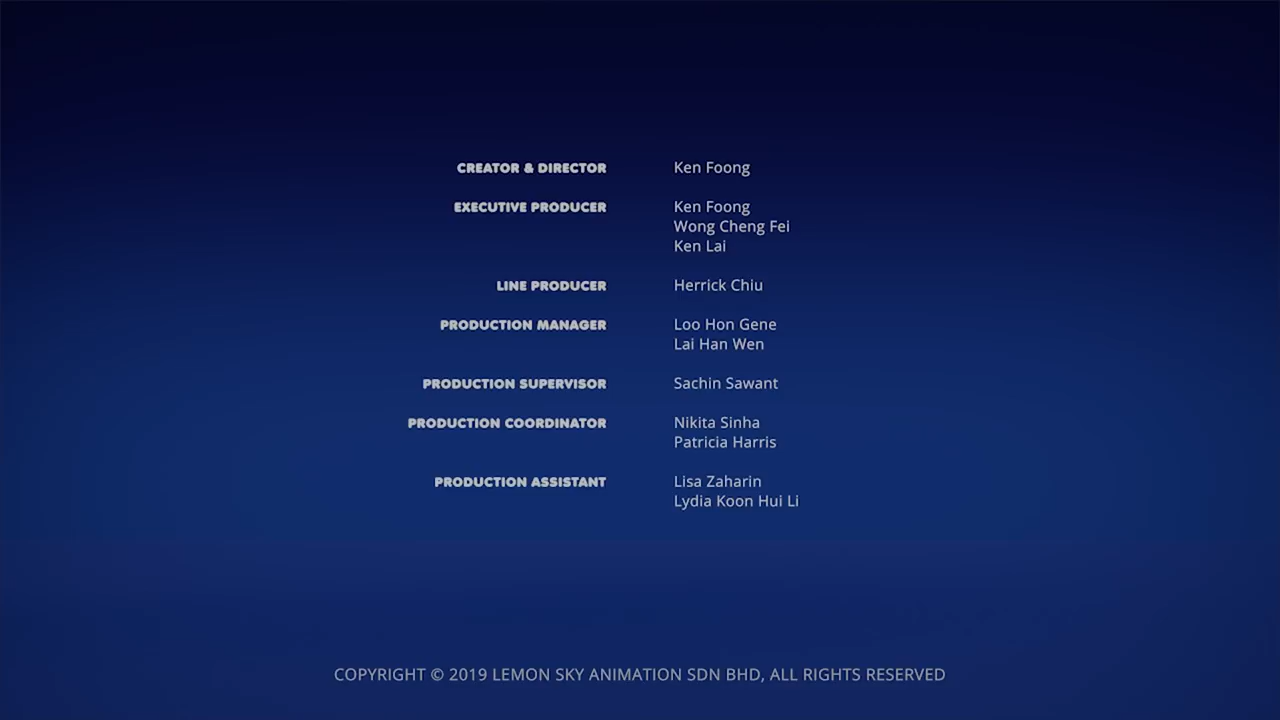 CREATOR & DIRECTOR Ken Foong
EXECUTIVE PRODUCER Ken Foong
Wong Cheng Fei
Ken Lai
LINE PRODUCER Herrick Chiu
PRODUCTION MANAGER Loo Hon Gene
Lai Han Wen
PRODUCTION SUPERVISOR Sachin Sawant
PRODUCTION COORDINATOR Nikita Sinha
Patricia Harris
PRODUCTION ASSISTANT Lisa Zaharin
Lydia Koon Hui Li
COPYRIGHT © 2019 LEMON SKY ANIMATION SDN BHD, ALL RIGHTS RESERVED